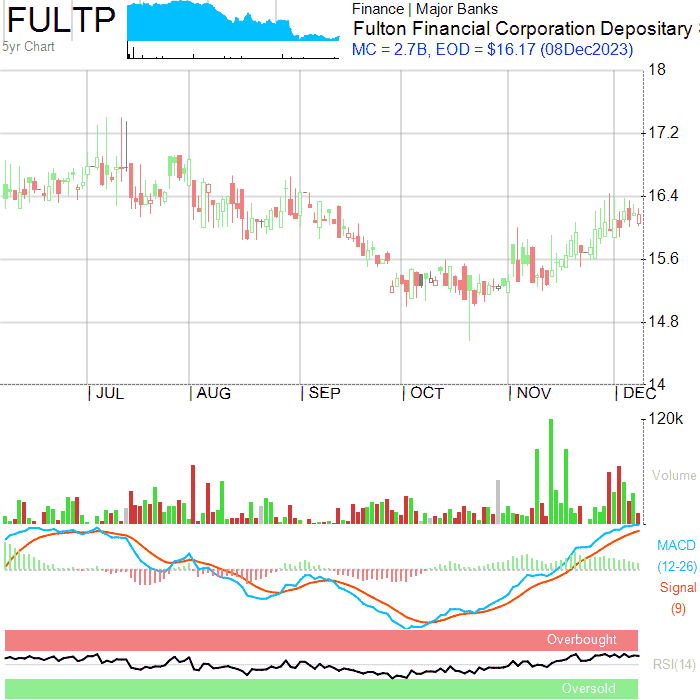 FULTP
5yr Chart
Finance | Major Banks
Fulton Financial Corporation Depositary
MC = 2.7B, EOD = $16.17 (08Dec2023)
18
17.2
16.4
15.6
14.8
14
JUL AUG SEP OCT NOV DEC
120k
Volume
MACD
(12-26)
Signal
(9)
Overbought
RSI(14)
Oversold